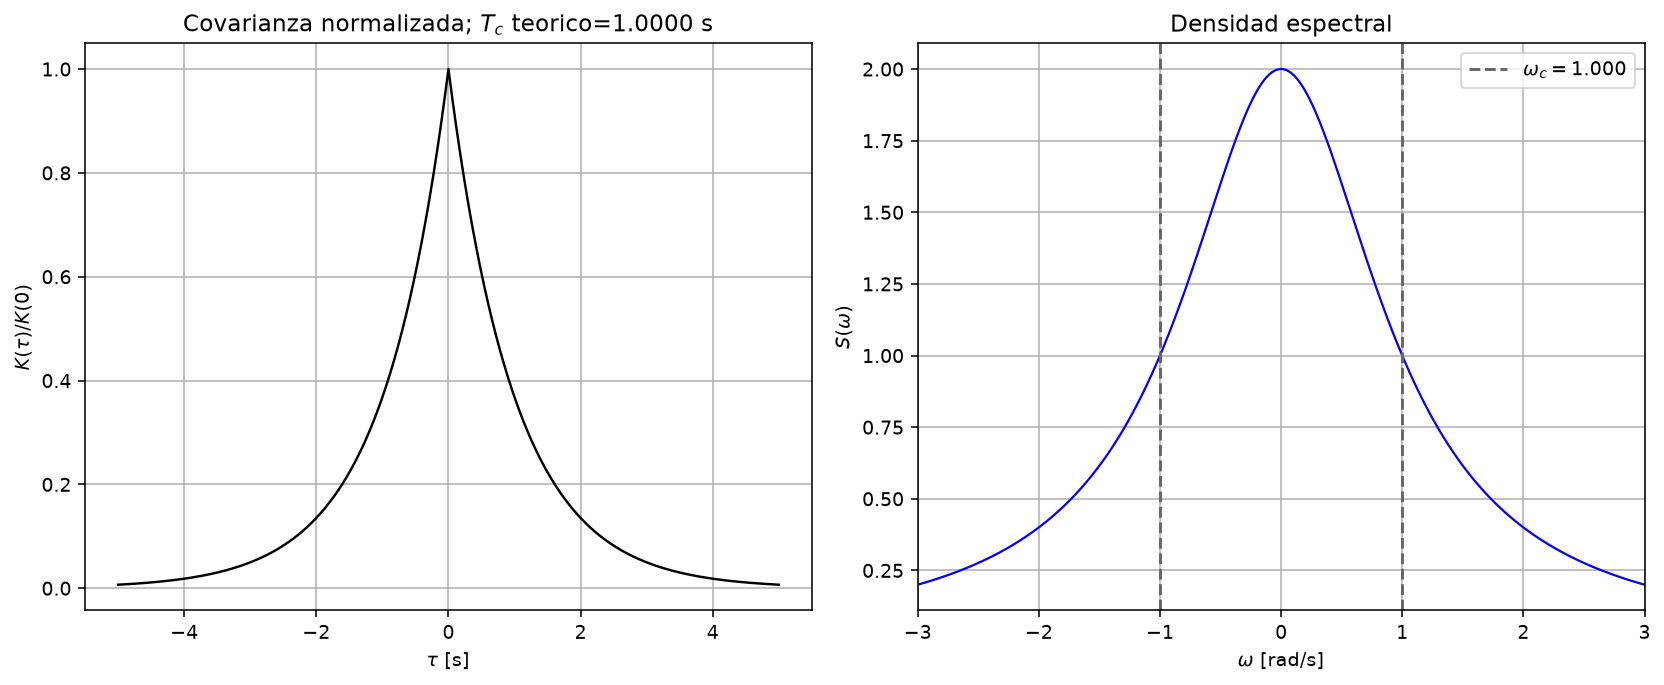 Covarianza normalizada; T_c teorico=1.0000 s
K(τ)/K(0)
1.0
0.8
0.6
0.4
0.2
0.0
−4 −2 0 2 4
τ [s]
Densidad espectral
ω_c = 1.000
S(ω)
2.00
1.75
1.50
1.25
1.00
0.75
0.50
0.25
−3 −2 −1 0 1 2 3
ω [rad/s]